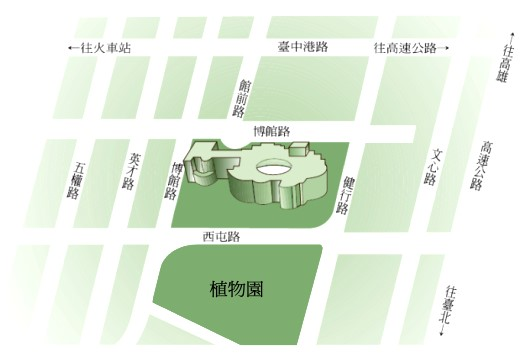 ←往火車站
臺中港路
往高速公路→
←往高雄
館前路
博館路
五權路
英才路
博館路
健行路
文心路
高速公路
西屯路
植物園
往臺北→